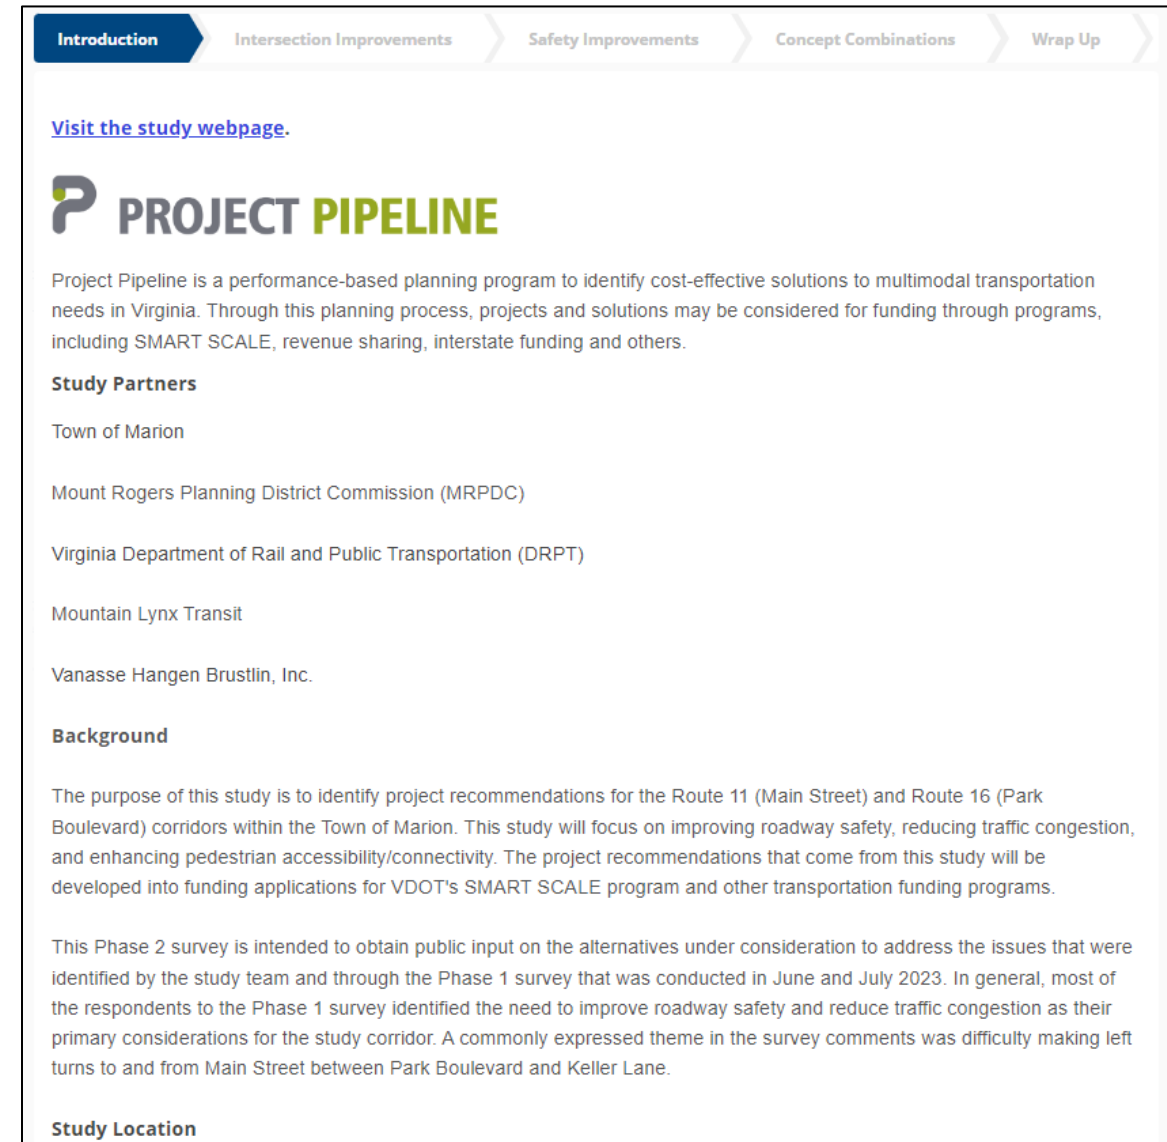 Introduction
Intersection Improvements
Safety Improvements
Concept Combinations
Wrap Up
Visit the study webpage.
PROJECT PIPELINE
Project Pipeline is a performance-based planning program to identify cost-effective solutions to multimodal transportation
needs in Virginia. Through this planning process, projects and solutions may be considered for funding through programs,
including SMART SCALE, revenue sharing, interstate funding and others.
Study Partners
Town of Marion
Mount Rogers Planning District Commission (MRPDC)
Virginia Department of Rail and Public Transportation (DRPT)
Mountain Lynx Transit
Vanasse Hangen Brustlin, Inc.
Background
The purpose of this study is to identify project recommendations for the Route 11 (Main Street) and Route 16 (Park
Boulevard) corridors within the Town of Marion. This study will focus on improving roadway safety, reducing traffic congestion,
and enhancing pedestrian accessibility/connectivity. The project recommendations that come from this study will be
developed into funding applications for VDOT's SMART SCALE program and other transportation funding programs.
This Phase 2 survey is intended to obtain public input on the alternatives under consideration to address the issues that were
identified by the study team and through the Phase 1 survey that was conducted in June and July 2023. In general, most of
the respondents to the Phase 1 survey identified the need to improve roadway safety and reduce traffic congestion as their
primary considerations for the study corridor. A commonly expressed theme in the survey comments was difficulty making left
turns to and from Main Street between Park Boulevard and Keller Lane.
Study Location